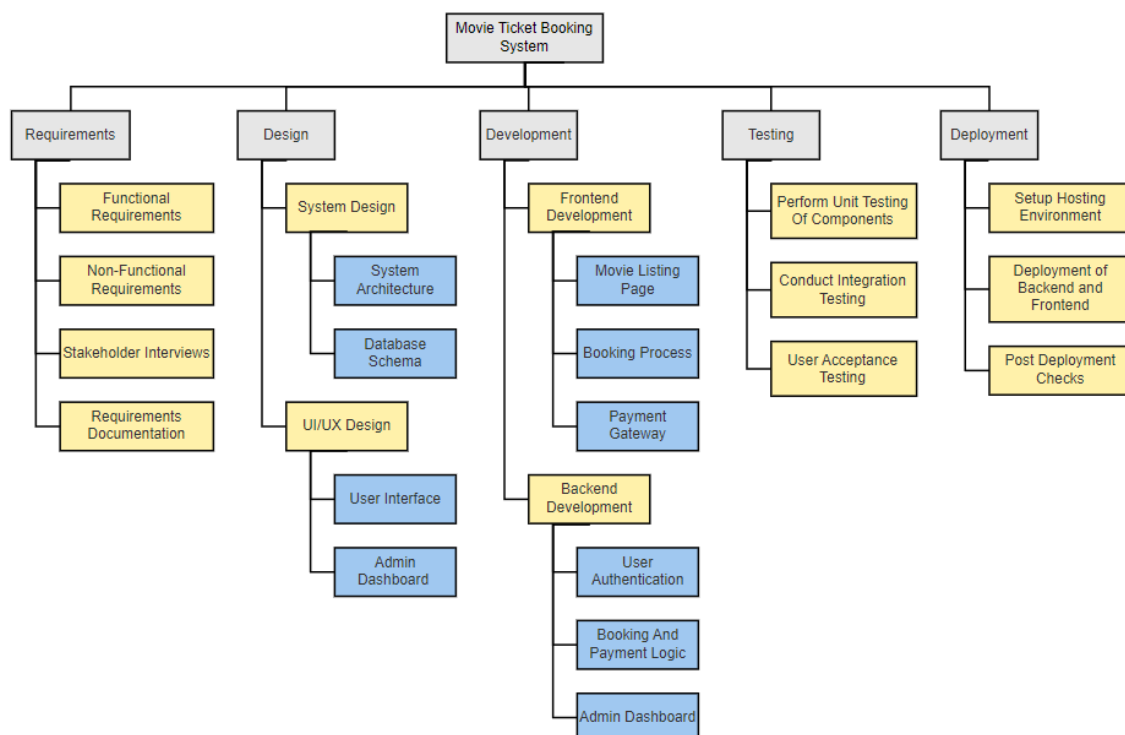 Movie Ticket Booking
System
Requirements
Design
Development
Testing
Deployment
Functional
Requirements
Non-Functional
Requirements
Stakeholder Interviews
Requirements
Documentation
System Design
System
Architecture
Database
Schema
UI/UX Design
User Interface
Admin
Dashboard
Frontend
Development
Movie Listing
Page
Booking Process
Payment
Gateway
Backend
Development
User
Authentication
Booking And
Payment Logic
Admin Dashboard
Perform Unit Testing
Of Components
Conduct Integration
Testing
User Acceptance
Testing
Setup Hosting
Environment
Deployment of
Backend and
Frontend
Post Deployment
Checks